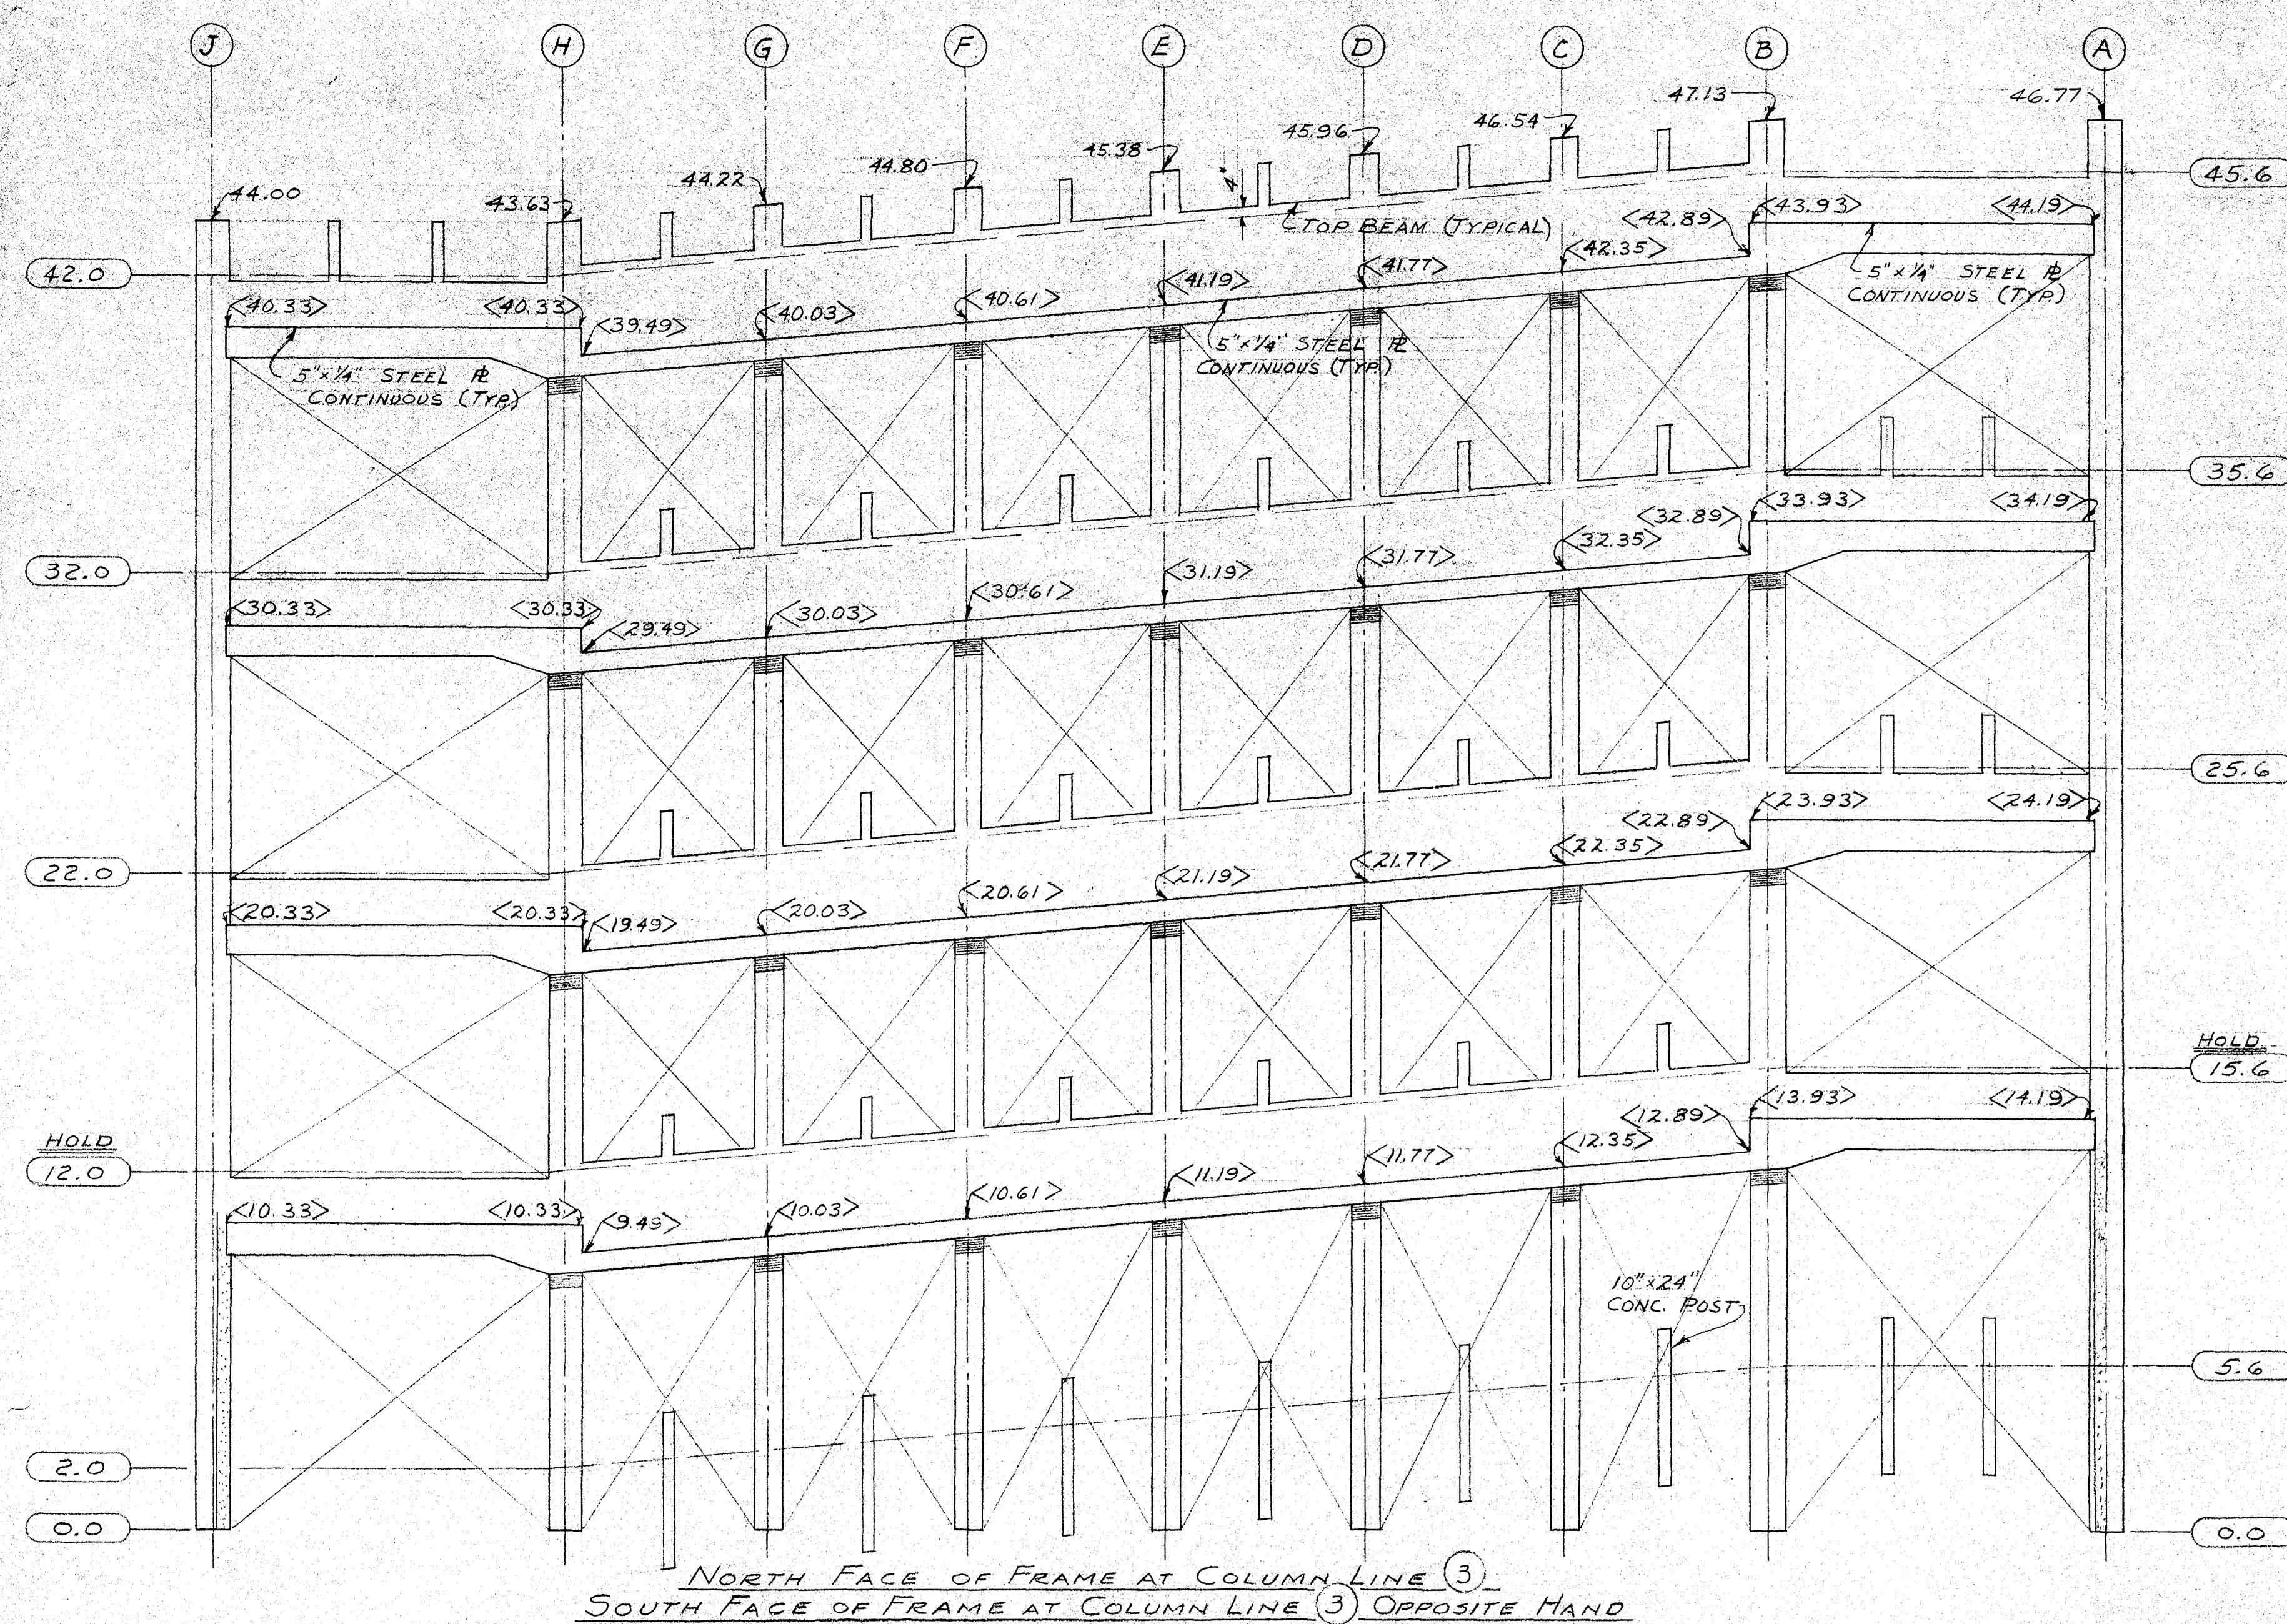 J H G F E D C B A
47.13 46.77
46.54
45.96
45.38
44.80
44.22
44.00 43.63
4"
45.6
TOP BEAM (TYPICAL)
<42.89> <43.93> <44.19>
<42.35>
42.0
<41.77>
<41.19>
5"x¼" STEEL ℄
CONTINUOUS (TYP.)
<40.33> <40.33> <39.49> <40.03> <40.61>
5"x¼" STEEL
CONTINUOUS (TYP.)
5"x¼" STEEL
CONTINUOUS (TYP.)
35.6
<32.89> <33.93> <34.19>
<32.35>
32.0
<31.77>
<31.19>
<30.33> <30.33> <29.49> <30.03> <30.61>
25.6
<22.89> <23.93> <24.19>
<22.35>
22.0
<21.77>
<21.19>
<20.33> <20.33> <19.49> <20.03> <20.61>
HOLD
15.6
<12.89> <13.93> <14.19>
<12.35>
HOLD
12.0
<11.77>
<11.19>
<10.33> <10.33> <9.49> <10.03> <10.61>
10"x24"
CONC. POST
5.6
2.0
0.0 0.0
NORTH FACE OF FRAME AT COLUMN LINE 3
SOUTH FACE OF FRAME AT COLUMN LINE 3 OPPOSITE HAND